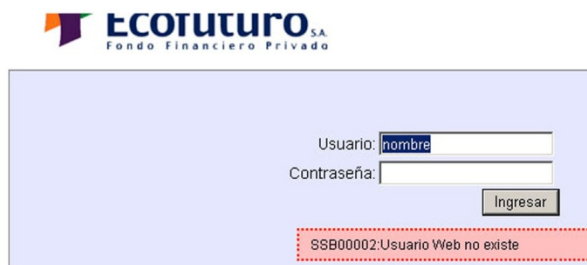 Ecofuturo S.A.
Fondo Financiero Privado
Usuario: nombre
Contraseña:
Ingresar
SSB00002:Usuario Web no existe